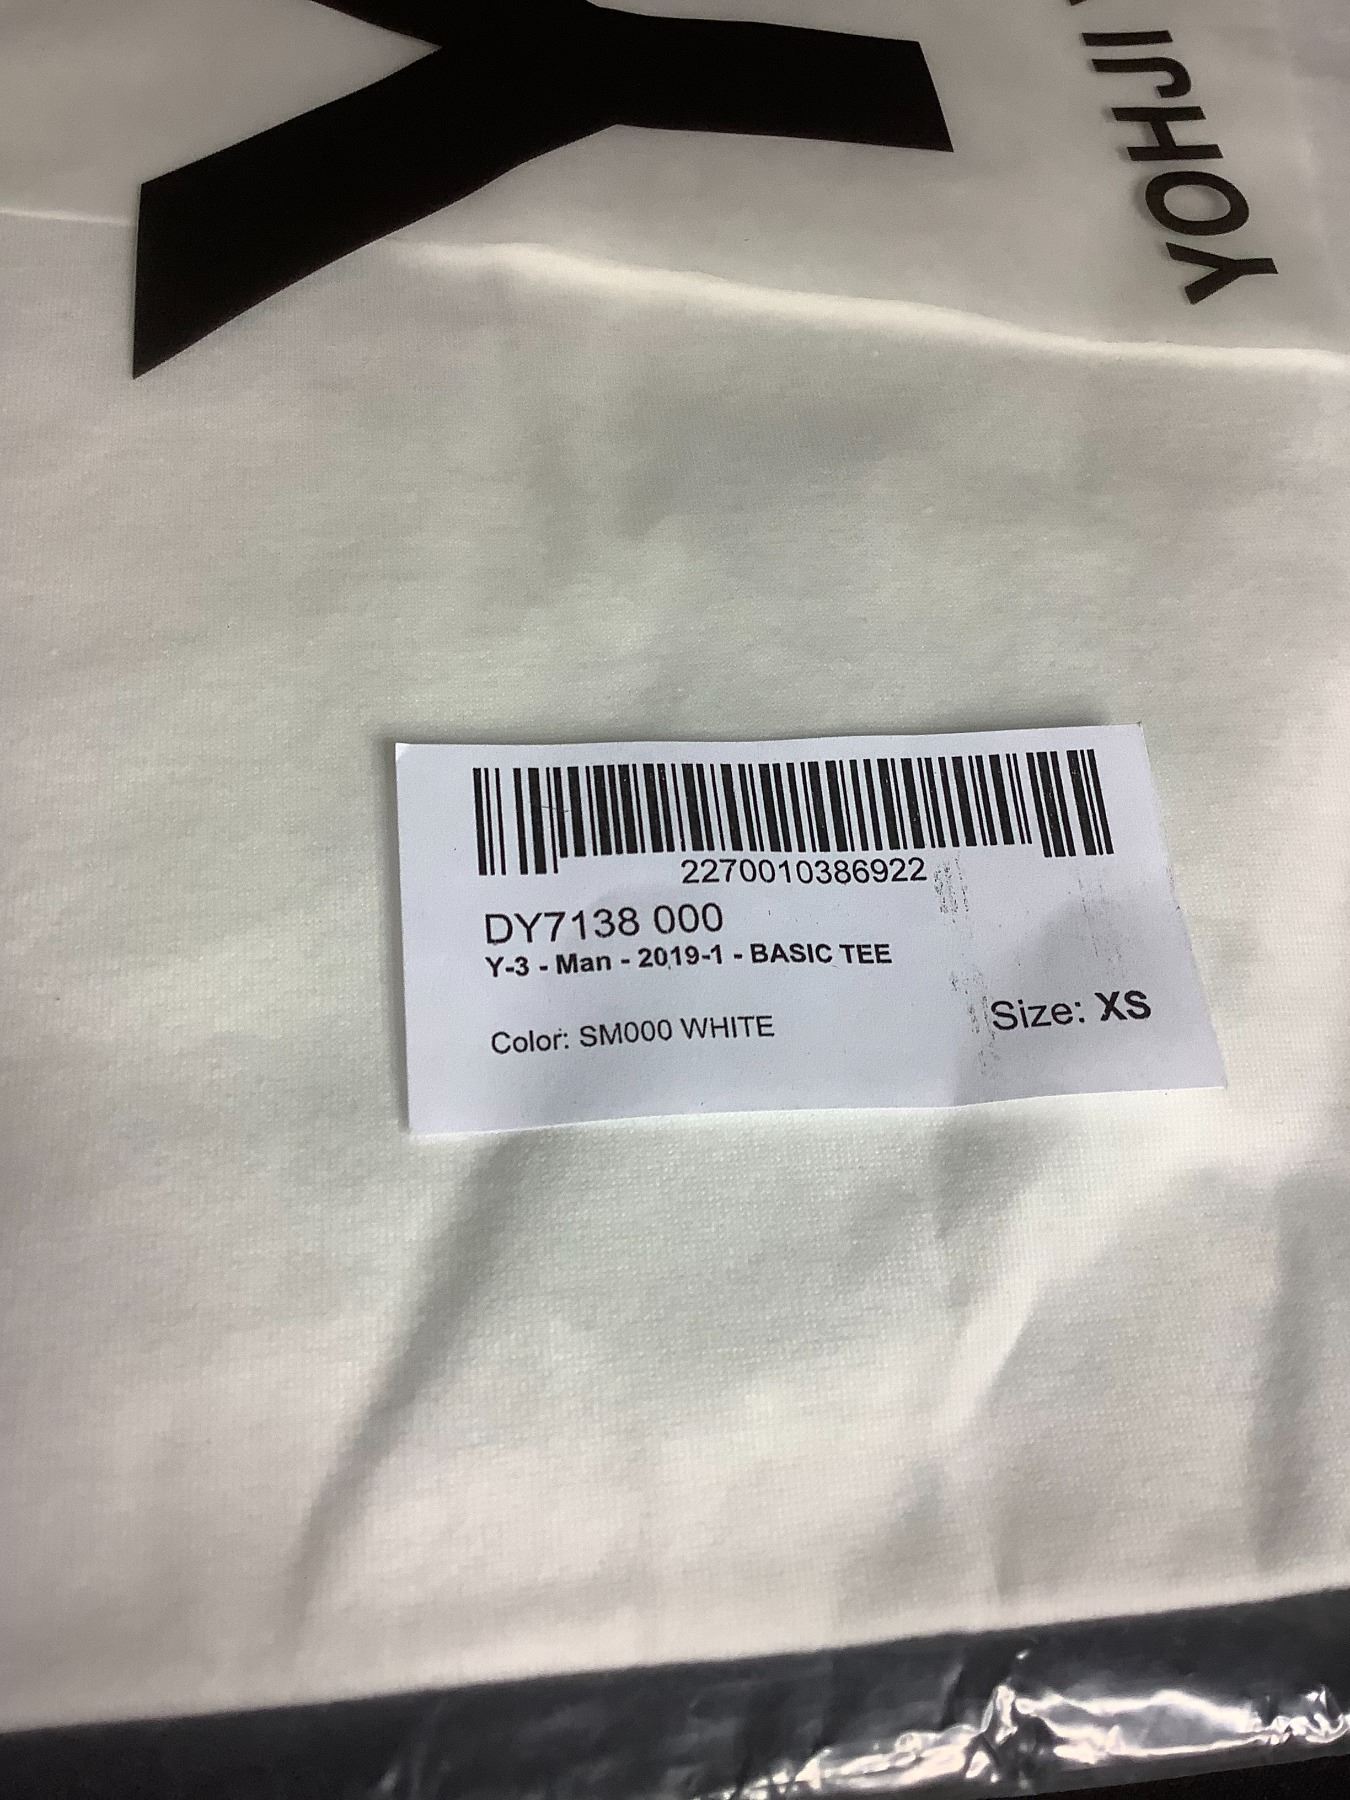 Y
YOHJI
2270010386922
DY7138 000
Y-3 - Man - 2019-1 - BASIC TEE
Color: SM000 WHITE
Size: XS